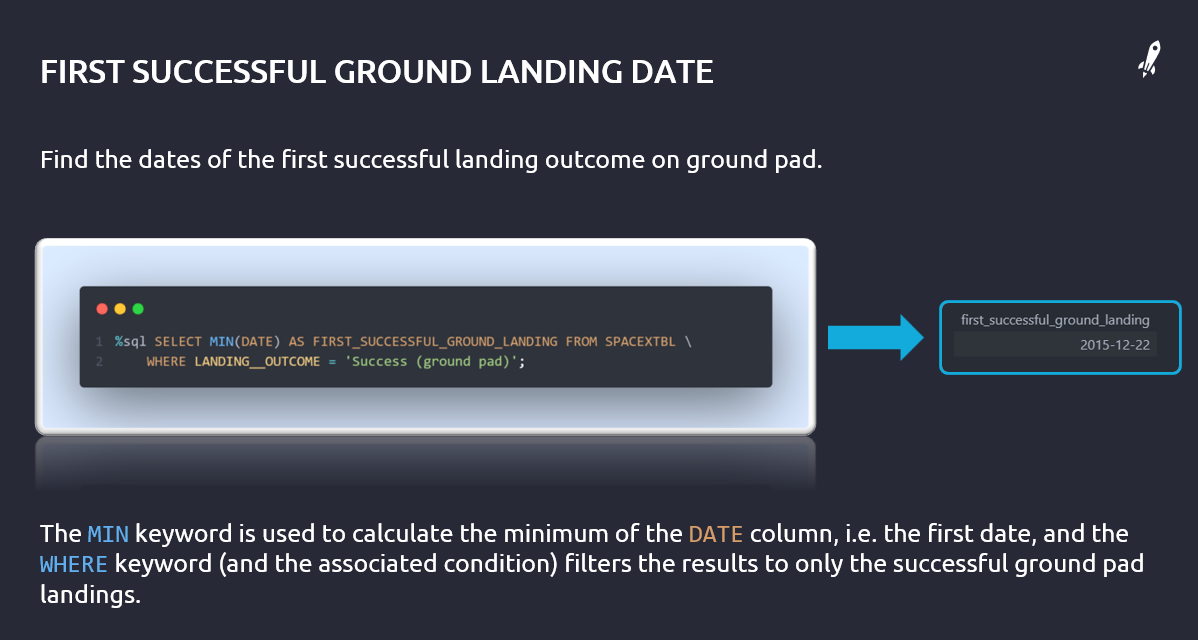 FIRST SUCCESSFUL GROUND LANDING DATE
Find the dates of the first successful landing outcome on ground pad.
1 %sql SELECT MIN(DATE) AS FIRST_SUCCESSFUL_GROUND_LANDING FROM SPACEXTBL \
2 WHERE LANDING__OUTCOME = 'Success (ground pad)';
first_successful_ground_landing
2015-12-22
The MIN keyword is used to calculate the minimum of the DATE column, i.e. the first date, and the
WHERE keyword (and the associated condition) filters the results to only the successful ground pad
landings.